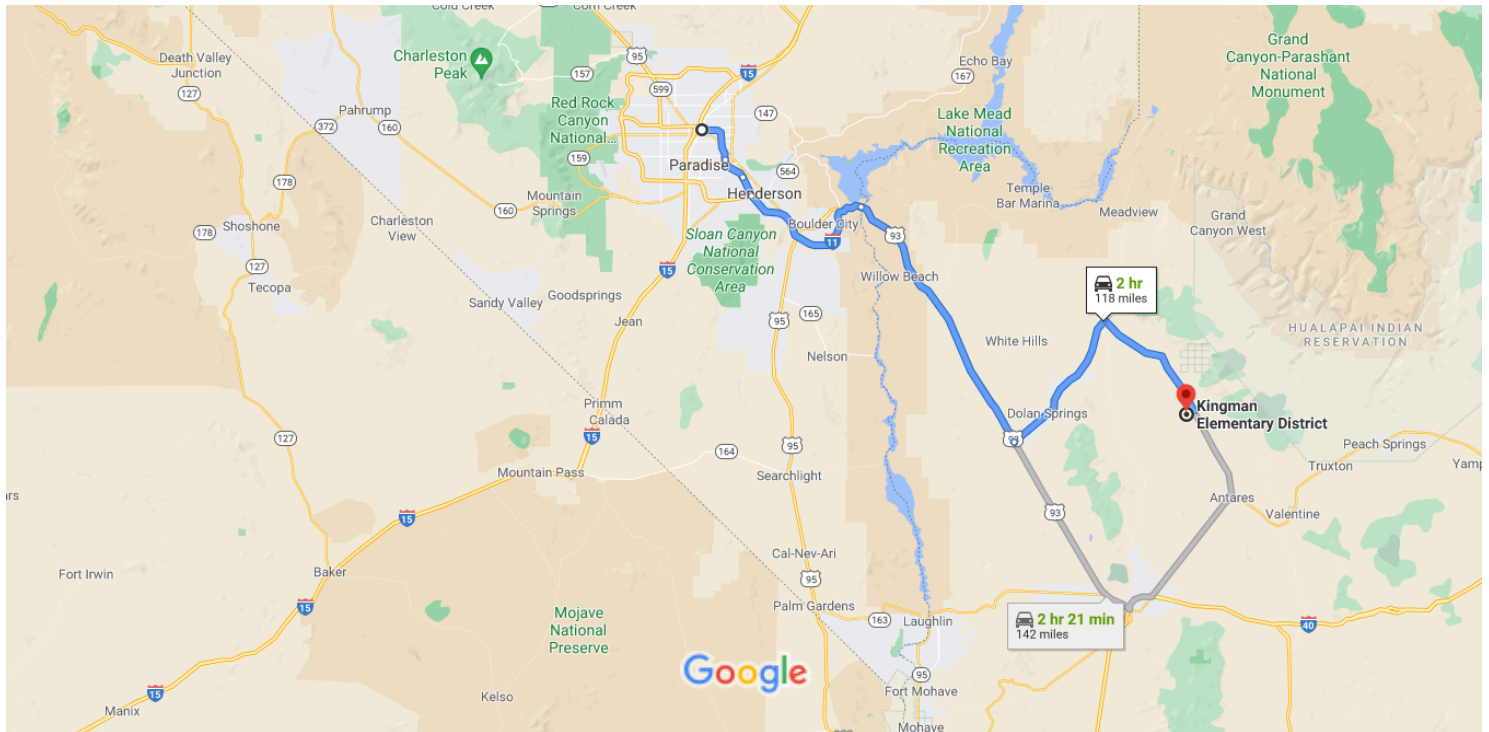 Cold Creek
Corn Creek
Death Valley
Junction
Charleston
Peak
95
15
157
599
Echo Bay
167
Grand
Canyon-Parashant
National
Monument
127
Pahrump
372
160
Red Rock
Canyon
National...
147
Lake Mead
National
Recreation
Area
159
Paradise
564
178
Mountain
Springs
160
Henderson
Temple
Bar Marina
Meadview
178
Shoshone
Charleston
View
Boulder City
11
93
Grand
Canyon West
Sloan Canyon
National
Conservation
Area
127
Tecopa
15
Willow Beach
Sandy Valley
Goodsprings
2 hr
118 miles
Jean
95
165
White Hills
HUALAPAI INDIAN
RESERVATION
Nelson
Primm
Calada
Dolan Springs
Kingman
Elementary District
127
15
93
95
164
Peach Springs
Mountain Pass
Searchlight
Truxton
Yamp
ars
Antares
15
93
Valentine
Fort Irwin
Baker
Cal-Nev-Ari
95
15
Mojave
National
Preserve
Palm Gardens
163
Laughlin
2 hr 21 min
142 miles
40
Google
95
15
Kelso
Fort Mohave
Manix
Mohave